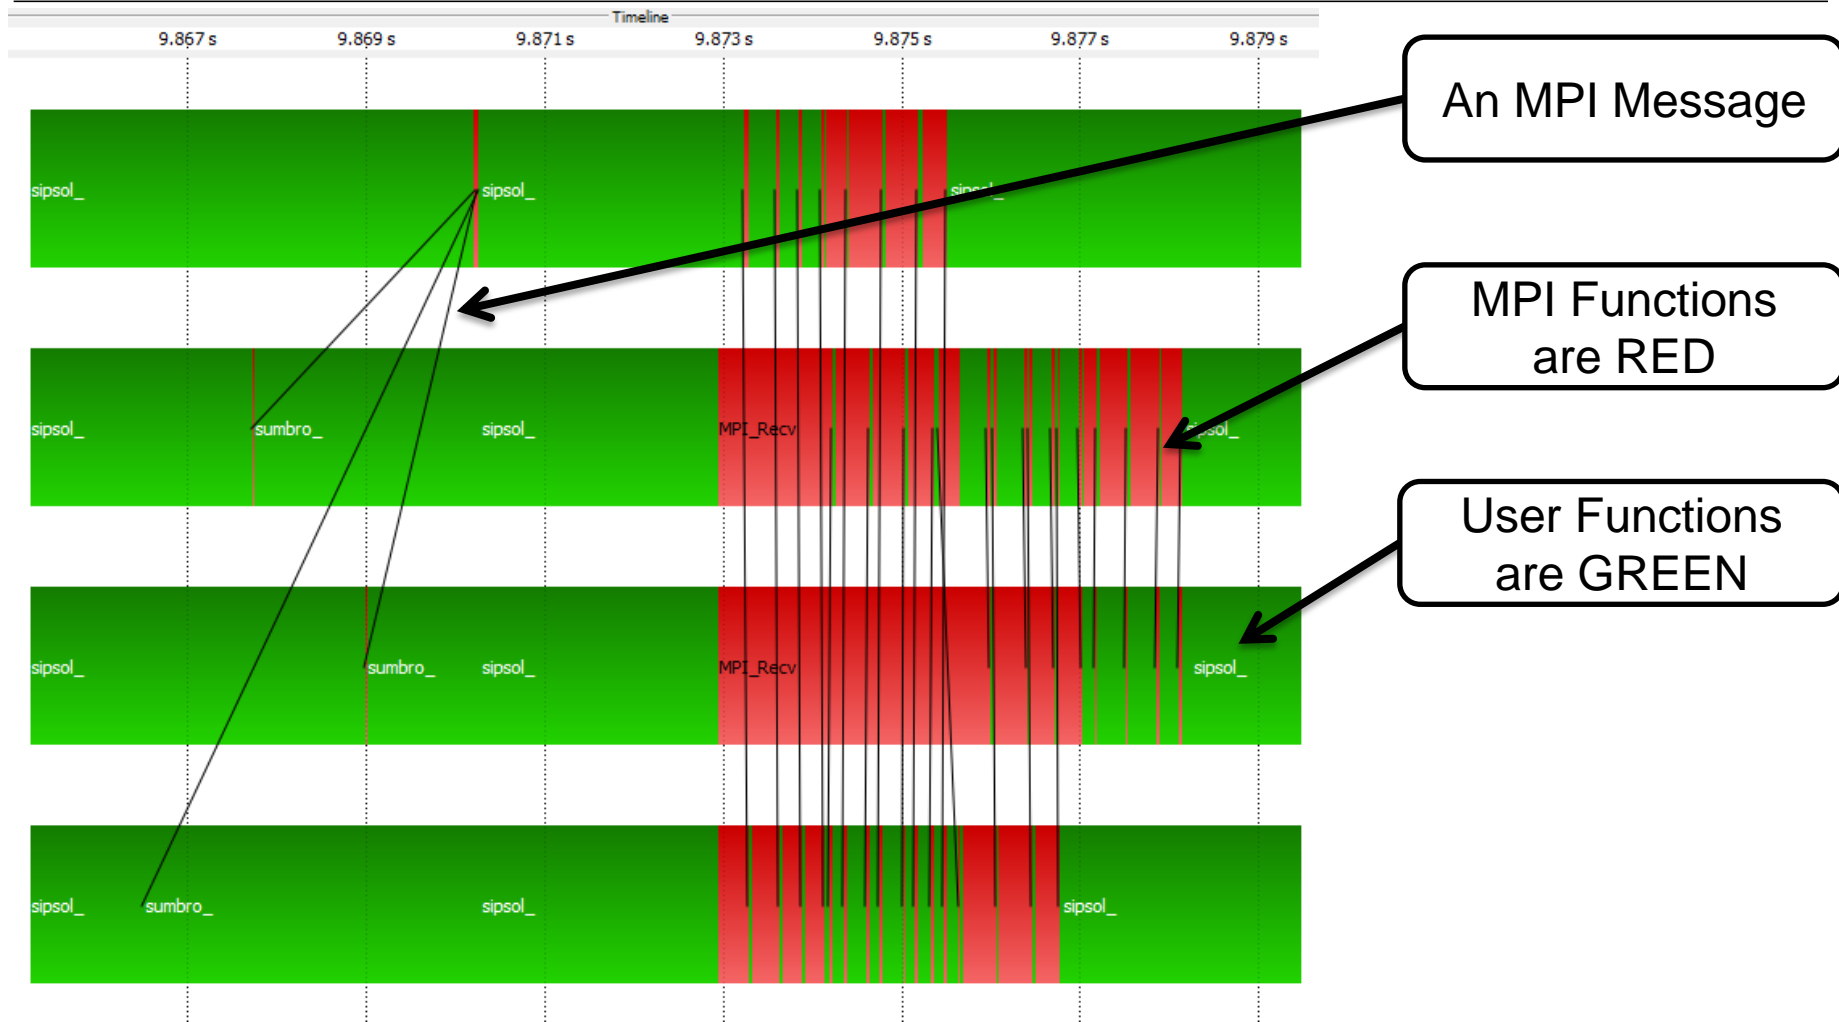 Timeline
9.867 s 9.869 s 9.871 s 9.873 s 9.875 s 9.877 s 9.879 s
An MPI Message
sipsol_ sipsol_ sipsol_
MPI Functions
are RED
sipsol_ sumbro_ sipsol_ MPI_Recv sipsol_
User Functions
are GREEN
sipsol_ sumbro_ sipsol_ MPI_Recv sipsol_
sipsol_ sumbro_ sipsol_ sipsol_